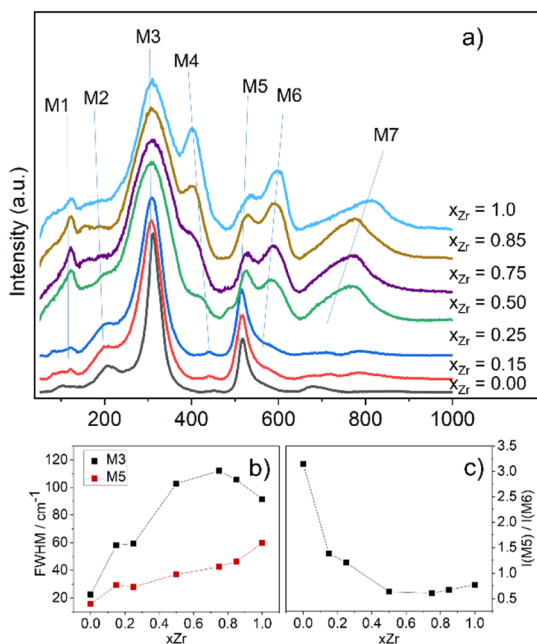 a)
M3
M4
M5
M6
M1
M2
M7
Intensity (a.u.)
xZr = 1.0
xZr = 0.85
xZr = 0.75
xZr = 0.50
xZr = 0.25
xZr = 0.15
xZr = 0.00
200 400 600 800 1000
b)
M3
M5
FWHM / cm-1
120
100
80
60
40
20
0.0 0.2 0.4 0.6 0.8 1.0
xZr
c)
3.5
3.0
2.5
2.0
1.5
1.0
0.5
I(M5) / I(M6)
0.0 0.2 0.4 0.6 0.8 1.0
xZr